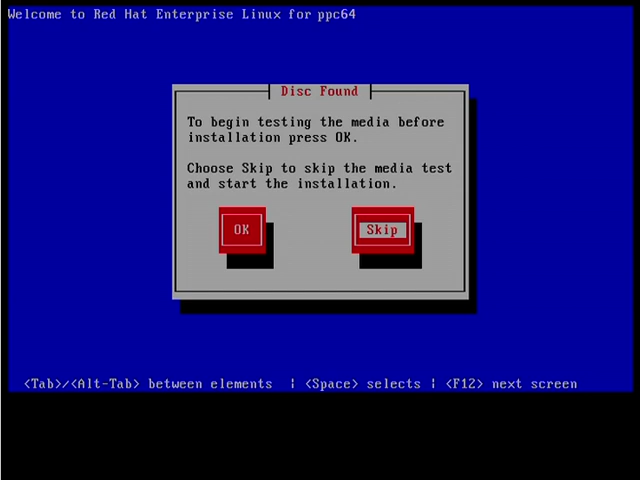 Welcome to Red Hat Enterprise Linux for ppc64
Disc Found
To begin testing the media before
installation press OK.
Choose Skip to skip the media test
and start the installation.
OK
Skip
<Tab>/<Alt-Tab> between elements | <Space> selects | <F12> next screen